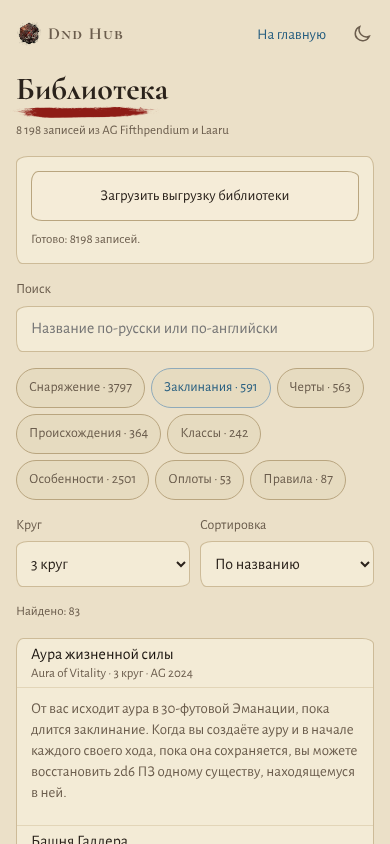 DND HUB
На главную
Библиотека
8 198 записей из AG Fifthpendium и Laaru
Загрузить выгрузку библиотеки
Готово: 8198 записей.
Поиск
Название по-русски или по-английски
Снаряжение · 3797
Заклинания · 591
Черты · 563
Происхождения · 364
Классы · 242
Особенности · 2501
Оплоты · 53
Правила · 87
Круг
Сортировка
3 круг
По названию
Найдено: 83
Аура жизненной силы
Aura of Vitality · 3 круг · AG 2024
От вас исходит аура в 30-футовой Эманации, пока
длится заклинание. Когда вы создаёте ауру и в начале
каждого своего хода, пока она сохраняется, вы можете
восстановить 2d6 ПЗ одному существу, находящемуся
в ней.
Башня Галдера